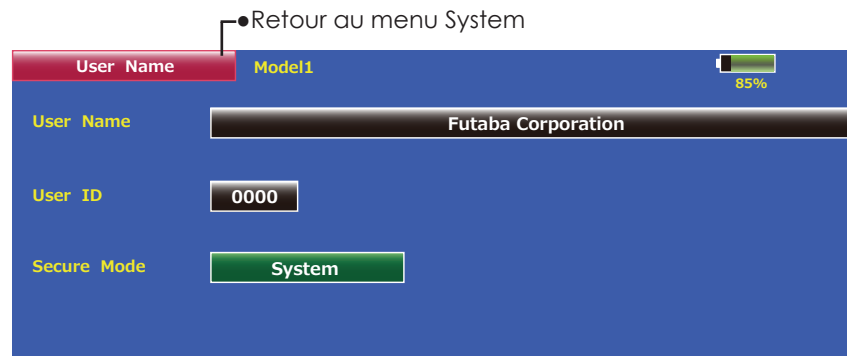 ●Retour au menu System
User Name Model1
85%
User Name Futaba Corporation
User ID 0000
Secure Mode System